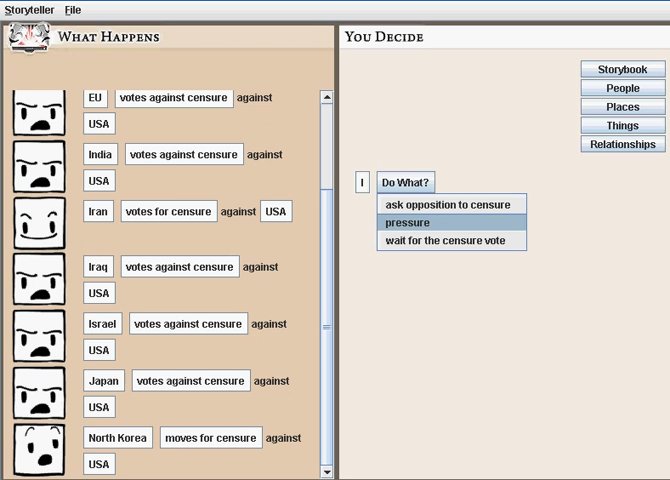 Storyteller File
What Happens
EU votes against censure against
USA
India votes against censure against
USA
Iran votes for censure against USA
Iraq votes against censure against
USA
Israel votes against censure against
USA
Japan votes against censure against
USA
North Korea moves for censure against
USA
You Decide
Storybook
People
Places
Things
Relationships
I Do What?
ask opposition to censure
pressure
wait for the censure vote